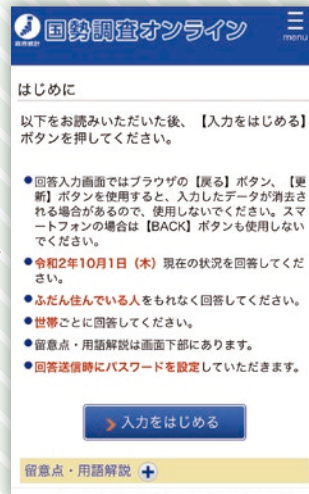 国勢調査オンライン
政府統計
menu
はじめに
以下をお読みいただいた後、【入力をはじめる】
ボタンを押してください。
●回答入力画面ではブラウザの【戻る】ボタン、【更
新】ボタンを使用すると、入力したデータが消去さ
れる場合があるので、使用しないでください。スマ
ートフォンの場合は【BACK】ボタンも使用しない
でください。
●令和2年10月1日（木）現在の状況を回答してくだ
さい。
●ふだん住んでいる人をもれなく回答してください。
●世帯ごとに回答してください。
●留意点・用語解説は画面下部にあります。
●回答送信時にパスワードを設定していただきます。
入力をはじめる
留意点・用語解説